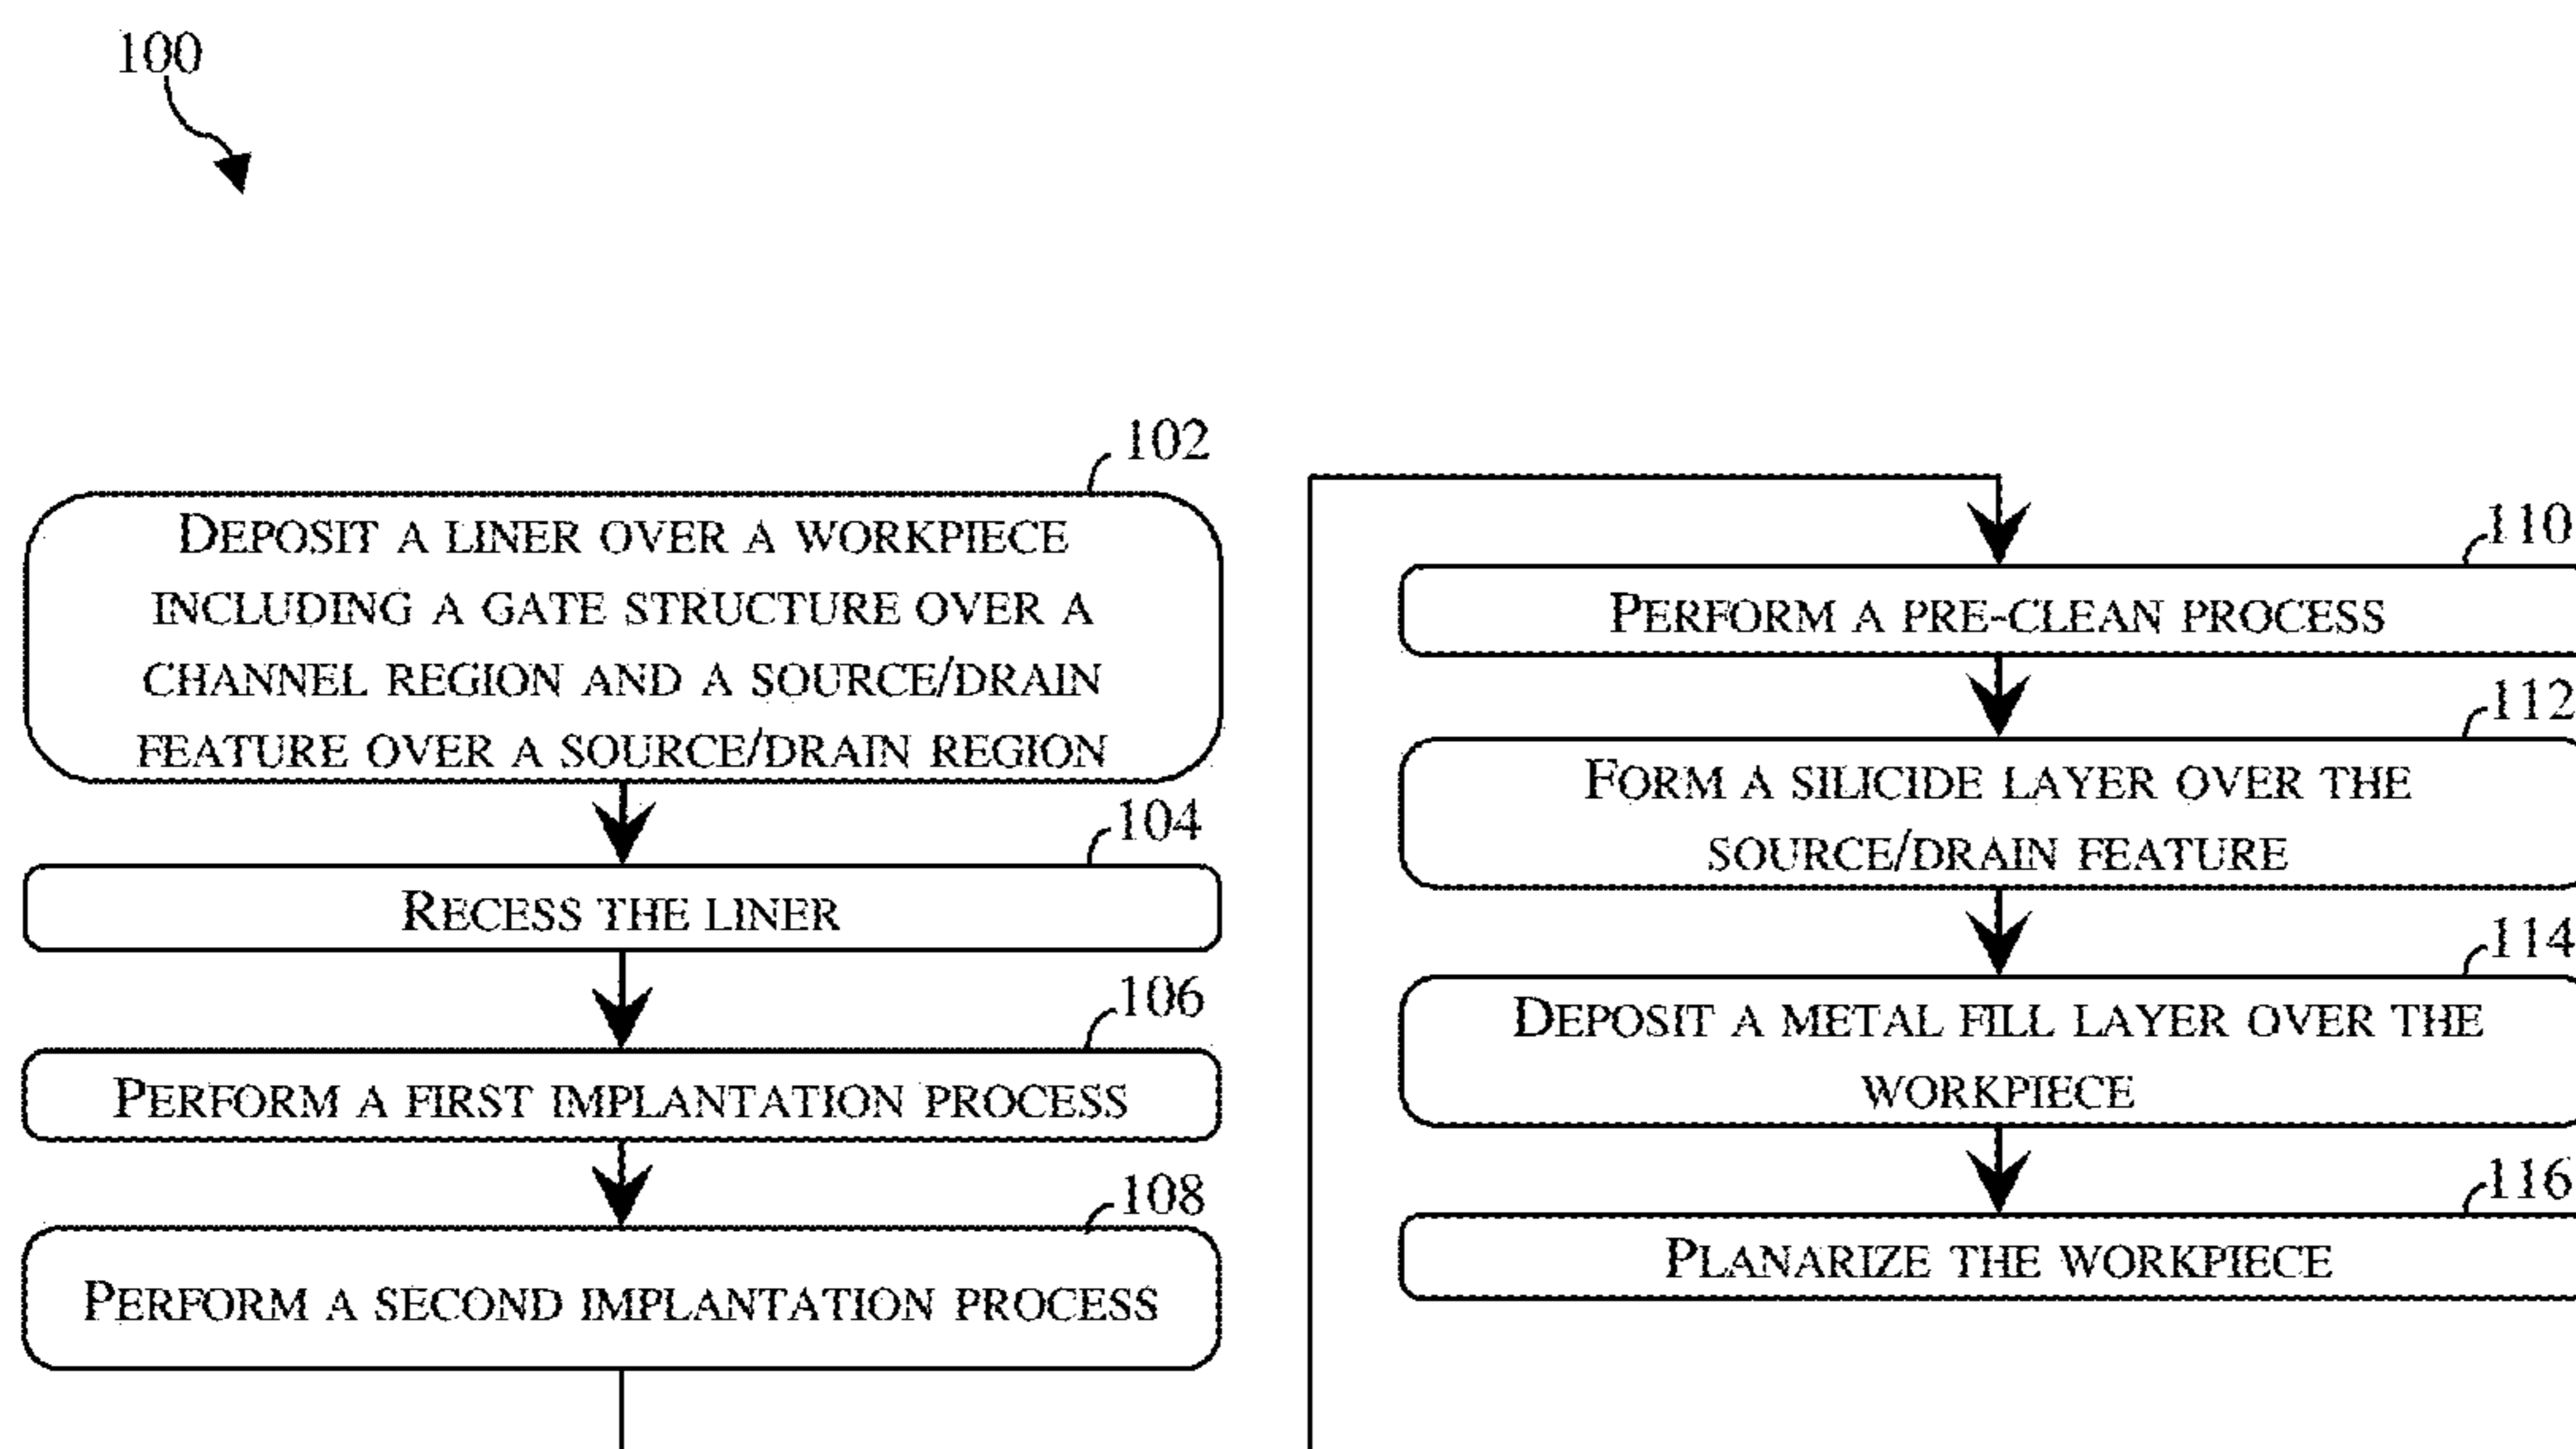 100
102
DEPOSIT A LINER OVER A WORKPIECE
INCLUDING A GATE STRUCTURE OVER A
CHANNEL REGION AND A SOURCE/DRAIN
FEATURE OVER A SOURCE/DRAIN REGION
104
RECESS THE LINER
106
PERFORM A FIRST IMPLANTATION PROCESS
108
PERFORM A SECOND IMPLANTATION PROCESS
110
PERFORM A PRE-CLEAN PROCESS
112
FORM A SILICIDE LAYER OVER THE
SOURCE/DRAIN FEATURE
114
DEPOSIT A METAL FILL LAYER OVER THE
WORKPIECE
116
PLANARIZE THE WORKPIECE